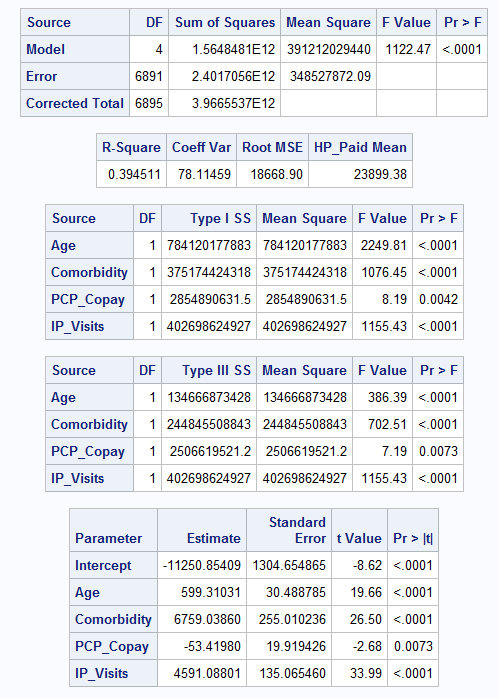 Source DF Sum of Squares Mean Square F Value Pr > F
Model 4 1.5648481E12 391212029440 1122.47 <.0001
Error 6891 2.4017056E12 348527872.09
Corrected Total 6895 3.9665537E12
R-Square Coeff Var Root MSE HP_Paid Mean
0.394511 78.11459 18668.90 23899.38
Source DF Type I SS Mean Square F Value Pr > F
Age 1 784120177883 784120177883 2249.81 <.0001
Comorbidity 1 375174424318 375174424318 1076.45 <.0001
PCP_Copay 1 2854890631.5 2854890631.5 8.19 0.0042
IP_Visits 1 402698624927 402698624927 1155.43 <.0001
Source DF Type III SS Mean Square F Value Pr > F
Age 1 134666873428 134666873428 386.39 <.0001
Comorbidity 1 244845508843 244845508843 702.51 <.0001
PCP_Copay 1 2506619521.2 2506619521.2 7.19 0.0073
IP_Visits 1 402698624927 402698624927 1155.43 <.0001
Standard
Parameter Estimate Error t Value Pr > |t|
Intercept -11250.85409 1304.654865 -8.62 <.0001
Age 599.31031 30.488785 19.66 <.0001
Comorbidity 6759.03860 255.010236 26.50 <.0001
PCP_Copay -53.41980 19.919426 -2.68 0.0073
IP_Visits 4591.08801 135.065460 33.99 <.0001